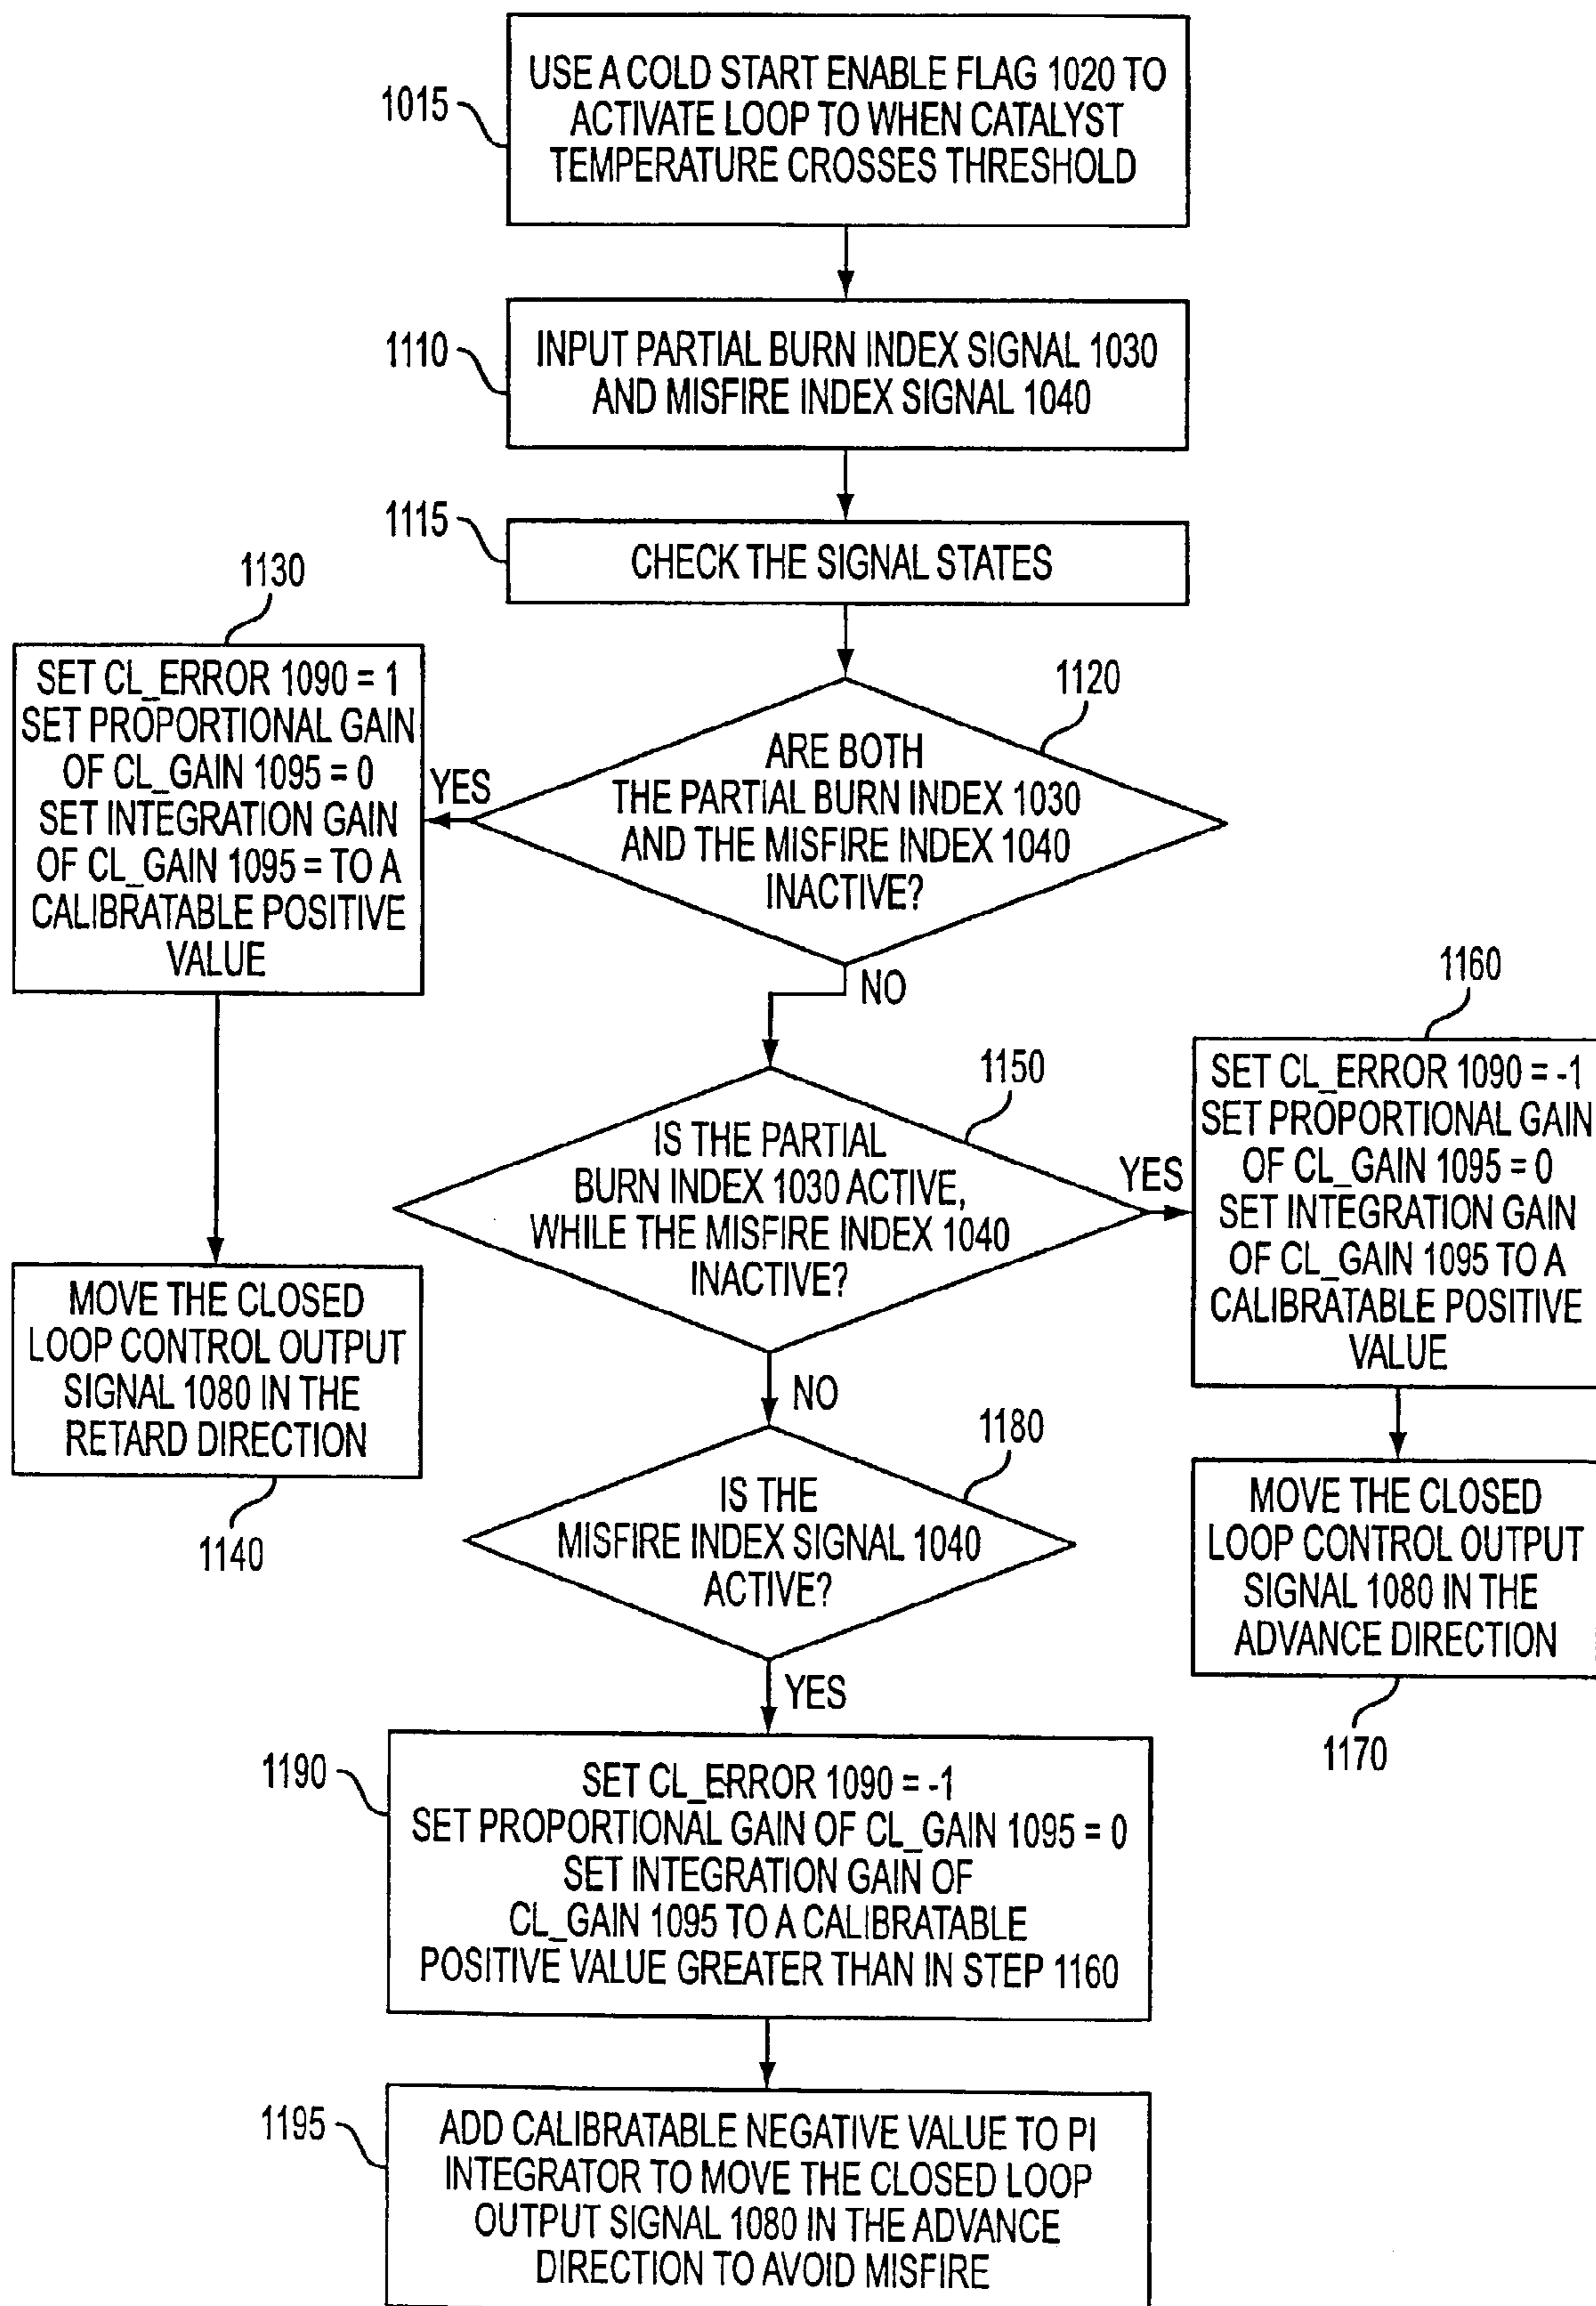 1015
USE A COLD START ENABLE FLAG 1020 TO
ACTIVATE LOOP TO WHEN CATALYST
TEMPERATURE CROSSES THRESHOLD
1110
INPUT PARTIAL BURN INDEX SIGNAL 1030
AND MISFIRE INDEX SIGNAL 1040
1115
CHECK THE SIGNAL STATES
1120
ARE BOTH
THE PARTIAL BURN INDEX 1030
AND THE MISFIRE INDEX 1040
INACTIVE?
YES
1130
SET CL_ERROR 1090 = 1
SET PROPORTIONAL GAIN
OF CL_GAIN 1095 = 0
SET INTEGRATION GAIN
OF CL_GAIN 1095 = TO A
CALIBRATABLE POSITIVE
VALUE
MOVE THE CLOSED
LOOP CONTROL OUTPUT
SIGNAL 1080 IN THE
RETARD DIRECTION
1140
NO
1150
IS THE PARTIAL
BURN INDEX 1030 ACTIVE,
WHILE THE MISFIRE INDEX 1040
INACTIVE?
YES
1160
SET CL_ERROR 1090 = -1
SET PROPORTIONAL GAIN
OF CL_GAIN 1095 = 0
SET INTEGRATION GAIN
OF CL_GAIN 1095 TO A
CALIBRATABLE POSITIVE
VALUE
MOVE THE CLOSED
LOOP CONTROL OUTPUT
SIGNAL 1080 IN THE
ADVANCE DIRECTION
1170
NO
1180
IS THE
MISFIRE INDEX SIGNAL 1040
ACTIVE?
YES
1190
SET CL_ERROR 1090 = -1
SET PROPORTIONAL GAIN OF CL_GAIN 1095 = 0
SET INTEGRATION GAIN OF
CL_GAIN 1095 TO A CALIBRATABLE
POSITIVE VALUE GREATER THAN IN STEP 1160
1195
ADD CALIBRATABLE NEGATIVE VALUE TO PI
INTEGRATOR TO MOVE THE CLOSED LOOP
OUTPUT SIGNAL 1080 IN THE ADVANCE
DIRECTION TO AVOID MISFIRE